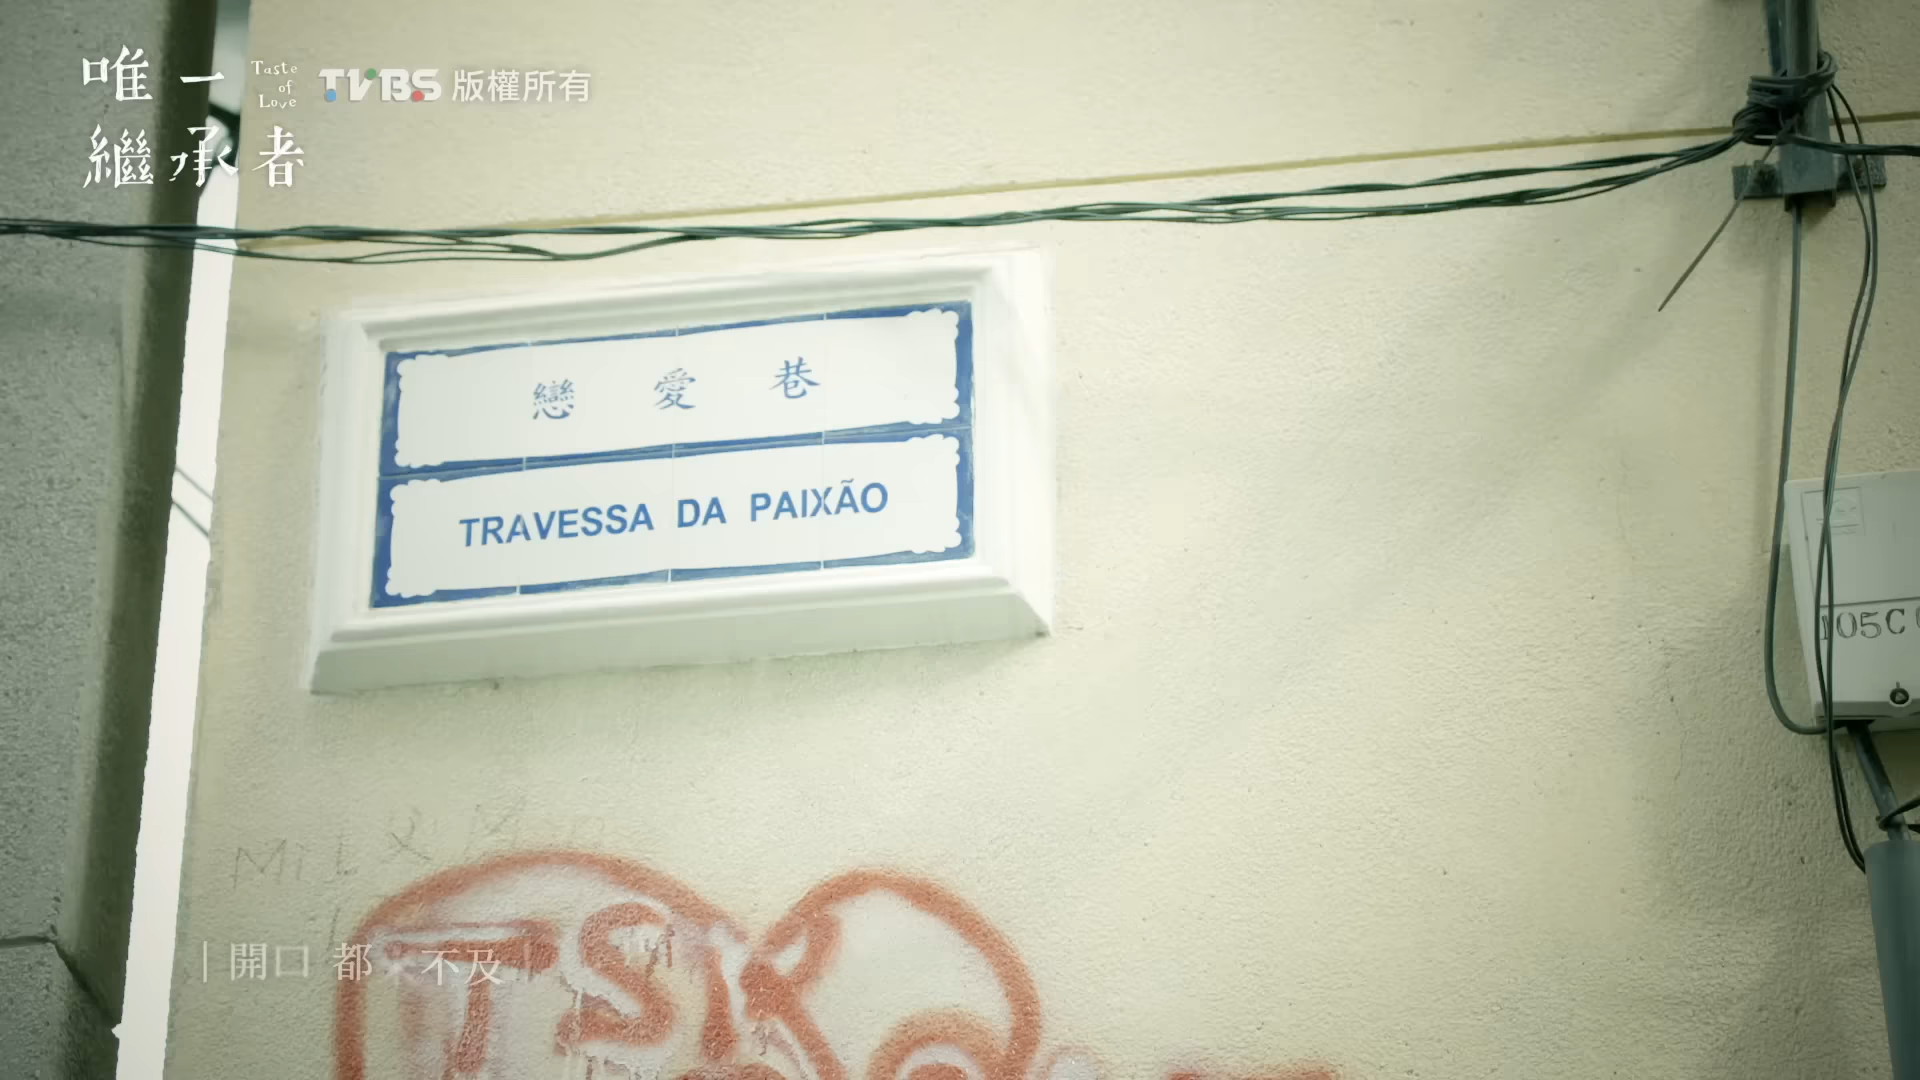 唯一
Taste
of
Love
繼承者
TVBS 版權所有
戀愛巷
TRAVESSA DA PAIXÃO
105C
開口 都 不及